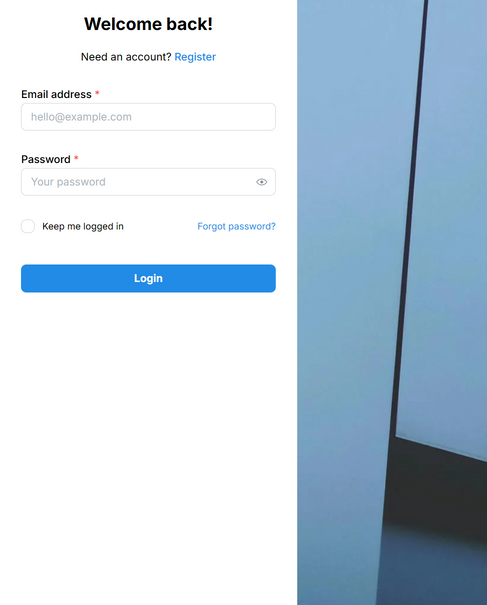 Welcome back!
Need an account? Register
Email address *
hello@example.com
Password *
Your password
Keep me logged in
Forgot password?
Login